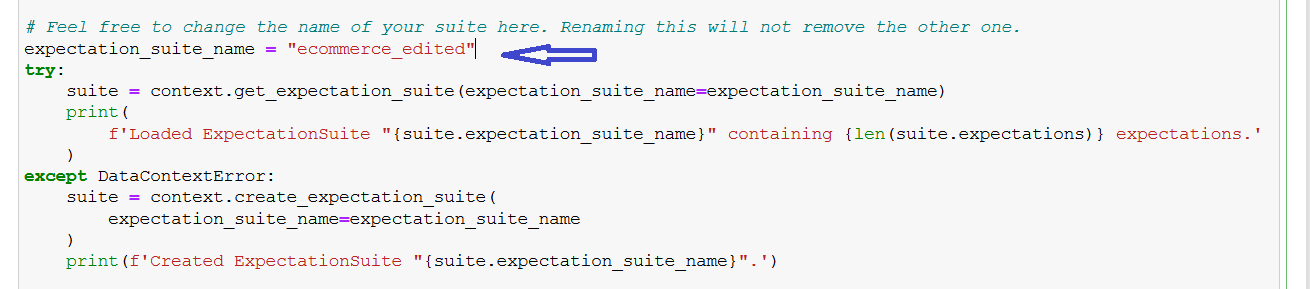 # Feel free to change the name of your suite here. Renaming this will not remove the other one.
expectation_suite_name = "ecommerce_edited"
try:
    suite = context.get_expectation_suite(expectation_suite_name=expectation_suite_name)
    print(
        f'Loaded ExpectationSuite "{suite.expectation_suite_name}" containing {len(suite.expectations)} expectations.'
    )
except DataContextError:
    suite = context.create_expectation_suite(
        expectation_suite_name=expectation_suite_name
    )
    print(f'Created ExpectationSuite "{suite.expectation_suite_name}".')